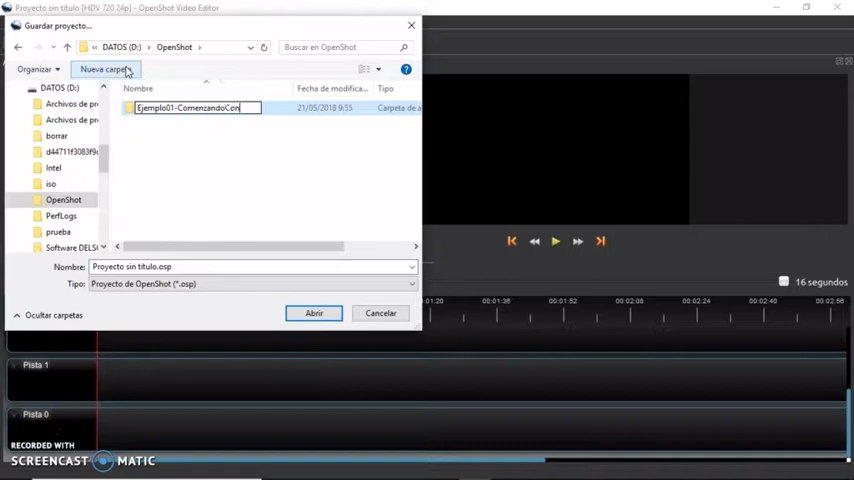 Proyecto sin título [HDV 720 24p] - OpenShot Video Editor
Guardar proyecto...
DATOS (D:) OpenShot
Buscar en OpenShot
Organizar
Nueva carpeta
DATOS (D:)
Nombre
Fecha de modifica...
Tipo
Archivos de pr
Ejemplo01-ComenzandoCon
21/05/2018 9:55
Carpeta de a
Archivos de pr
borrar
d44711f3083f9
Intel
iso
OpenShot
PerfLogs
prueba
Software DELS
Nombre:
Proyecto sin título.osp
Tipo:
Proyecto de OpenShot (*.osp)
16 segundos
Ocultar carpetas
Abrir
Cancelar
01:20
00:01:36
00:01:52
00:02:08
00:02:24
00:02:40
00:02:56
Pista 1
Pista 0
RECORDED WITH
SCREENCAST MATIC